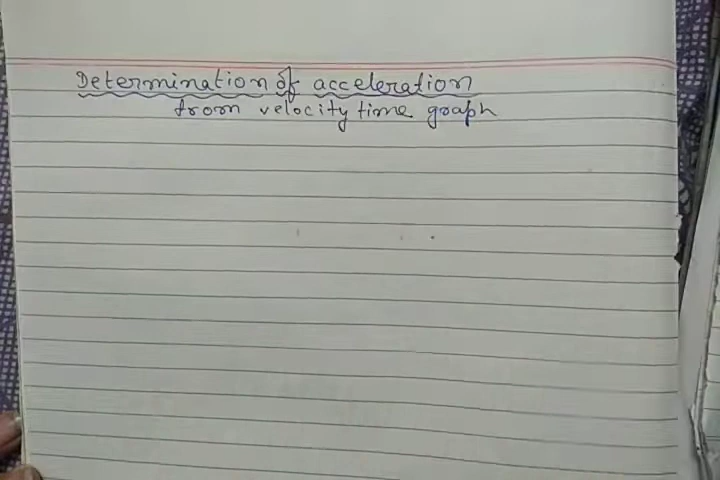 Determination of acceleration
from velocity time graph